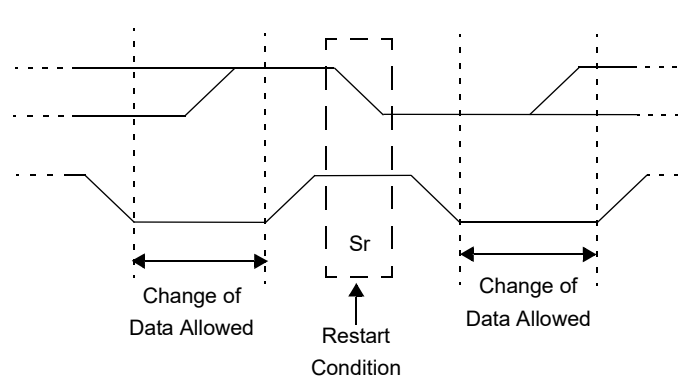 Sr
Change of
Data Allowed
Restart
Condition
Change of
Data Allowed